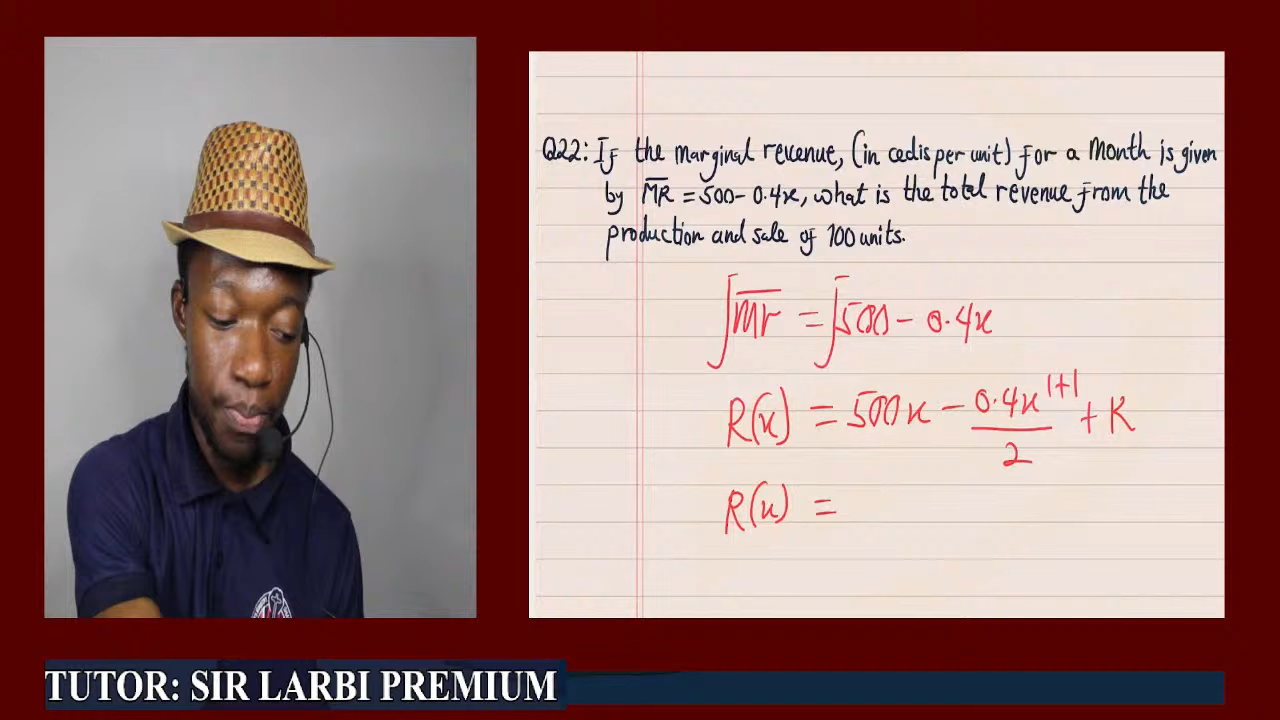 Q22: If the marginal revenue, (in cedis per unit) for a month is given
by M̅R̅ = 500 - 0.4x, what is the total revenue from the
production and sale of 100 units.
∫M̅r̅ = ∫500 - 0.4x
R(x) = 500x - 0.4x^(1+1)/2 + K
R(x) =
TUTOR: SIR LARBI PREMIUM